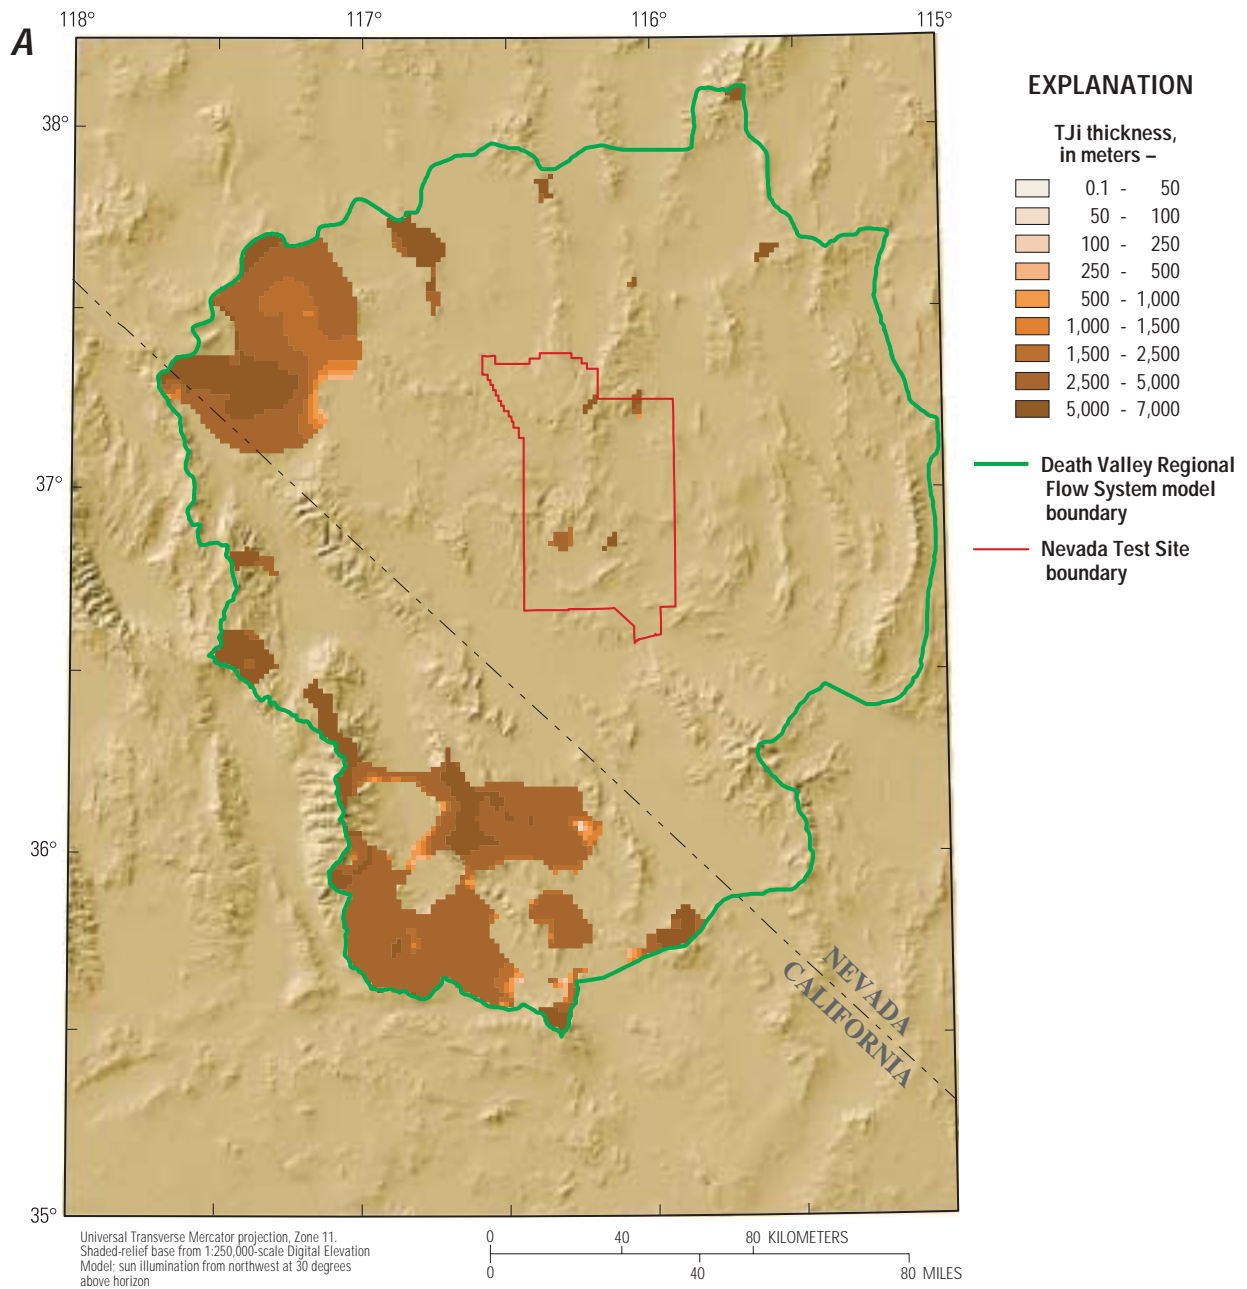 A
118°
117°
116°
115°
38°
37°
36°
35°
EXPLANATION
TJi thickness,
in meters –
0.1 - 50
50 - 100
100 - 250
250 - 500
500 - 1,000
1,000 - 1,500
1,500 - 2,500
2,500 - 5,000
5,000 - 7,000
Death Valley Regional
Flow System model
boundary
Nevada Test Site
boundary
NEVADA
CALIFORNIA
Universal Transverse Mercator projection, Zone 11.
Shaded-relief base from 1:250,000-scale Digital Elevation
Model; sun illumination from northwest at 30 degrees
above horizon
0 40 80 KILOMETERS
0 40 80 MILES